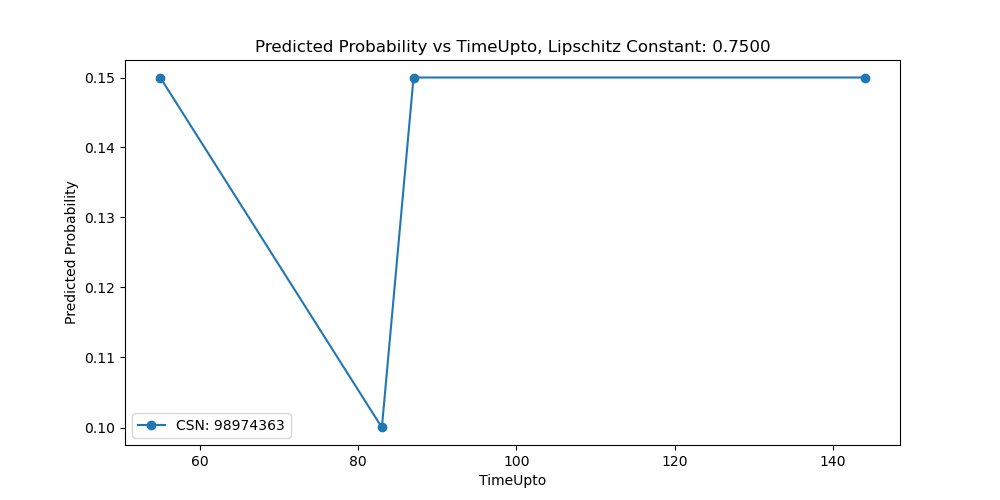 Predicted Probability vs TimeUpto, Lipschitz Constant: 0.7500
Predicted Probability
0.15
0.14
0.13
0.12
0.11
0.10
CSN: 98974363
60 80 100 120 140
TimeUpto